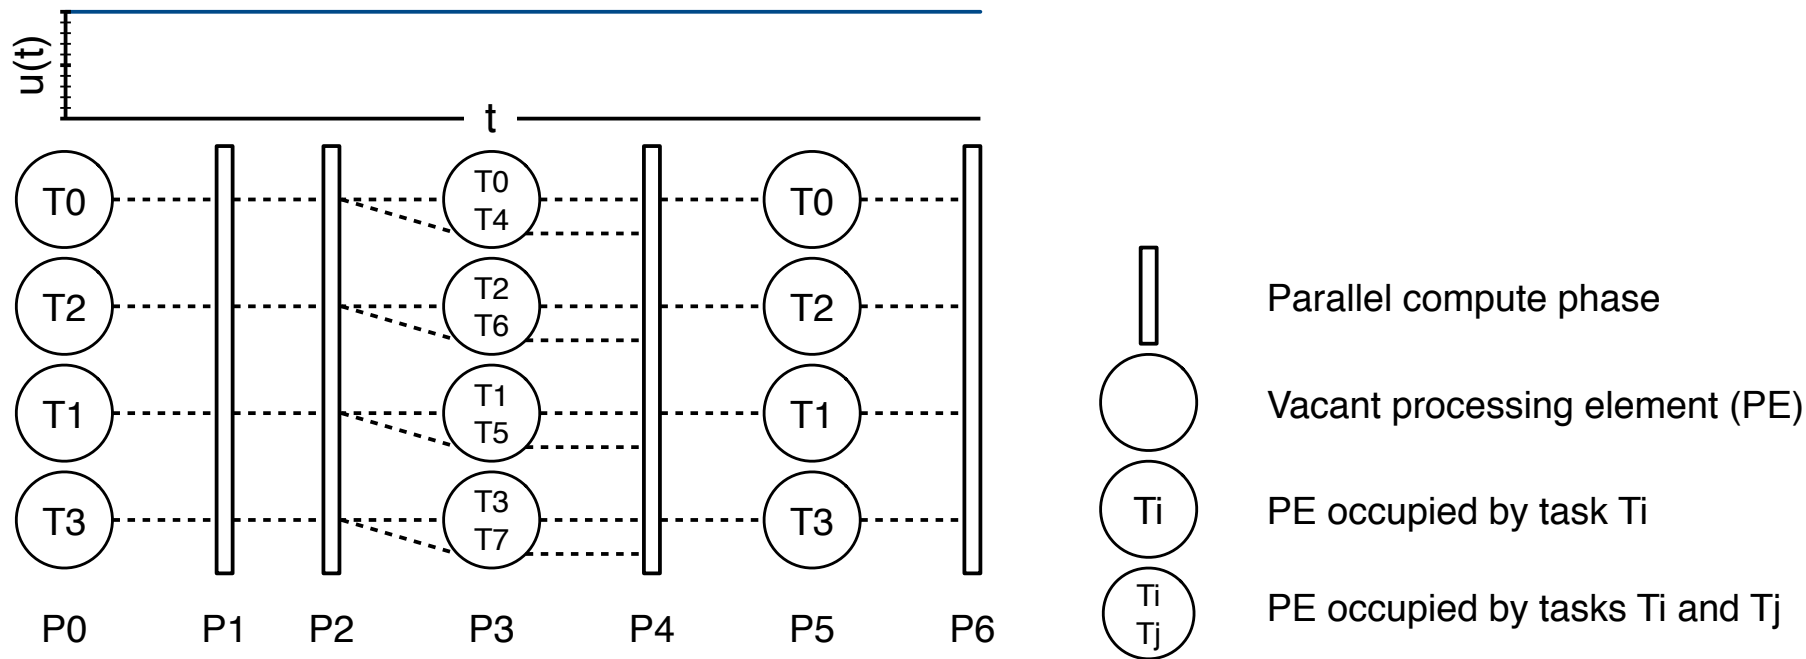 u(t)
t
T0
T0
T4
T0
T2
T2
T6
T2
T1
T1
T5
T1
T3
T3
T7
T3
P0 P1 P2 P3 P4 P5 P6
Parallel compute phase
Vacant processing element (PE)
Ti
PE occupied by task Ti
Ti
Tj
PE occupied by tasks Ti and Tj